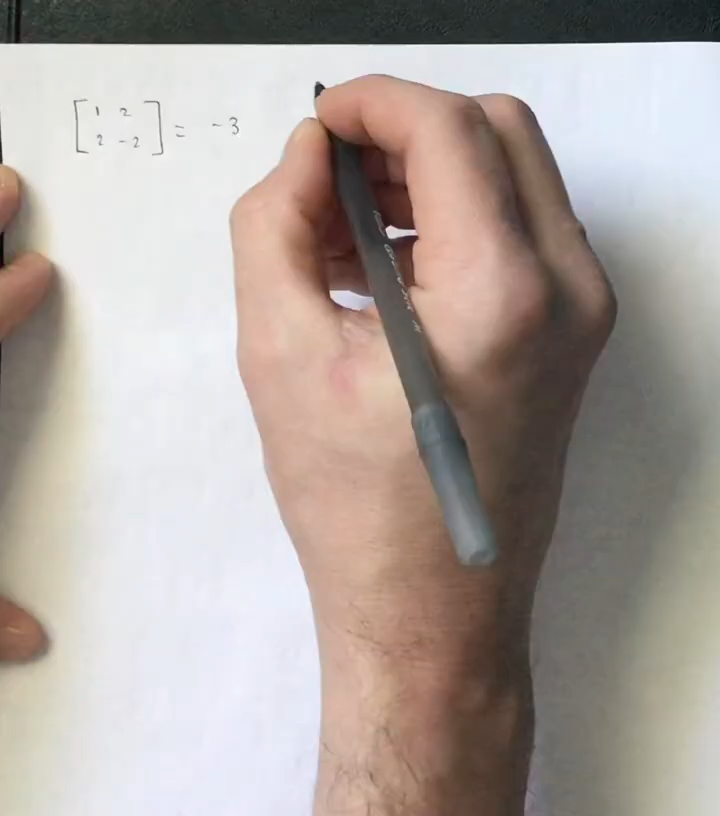 [1 2
2 -2] = -3